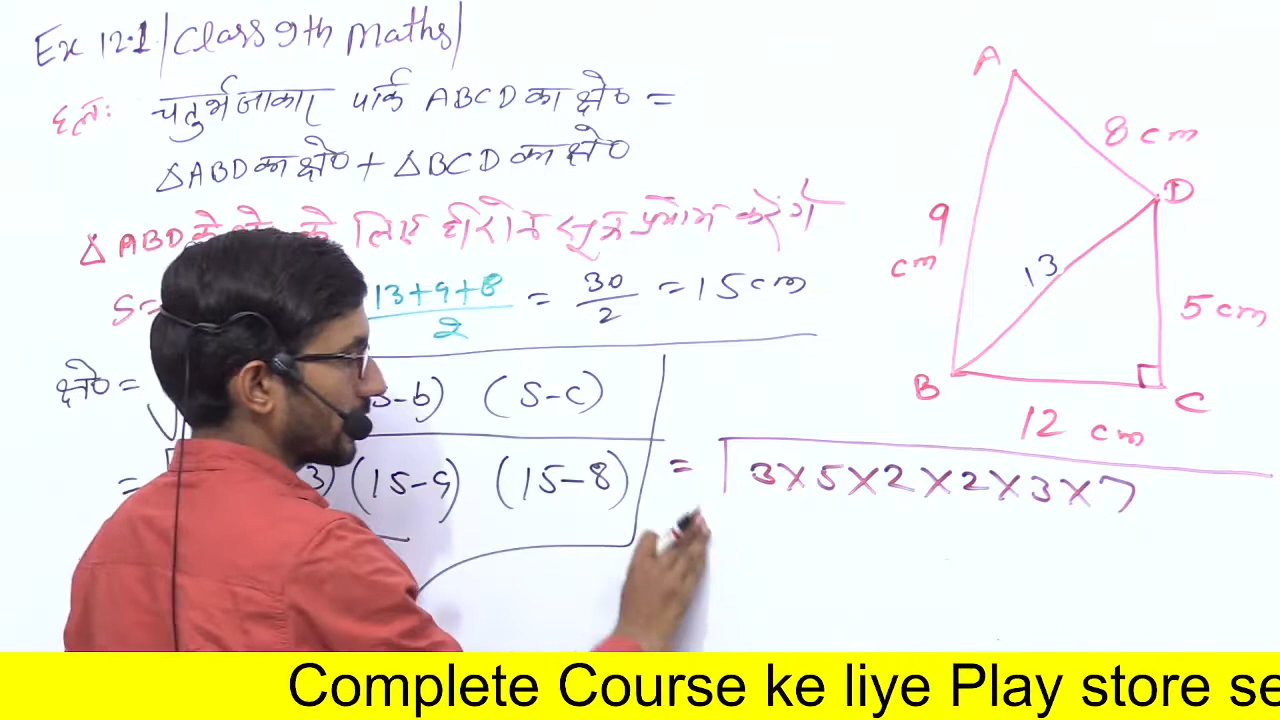 Ex 12.1 | Class 9th Maths |
हलः चतुर्भुजाकार पार्क ABCD का क्षे० =
△ABD का क्षे० + △BCD का क्षे०
△ABD के के लिए हीरोन सूत्र प्रयोग करेंगे
S = 13+9+8 / 2 = 30 / 2 = 15 cm
क्षे० = S-b) (S-c)
= 3) (15-9) (15-8) = √3×5×2×2×3×7
A
8 cm
D
9 cm
13
5 cm
B
C
12 cm
Complete Course ke liye Play store se